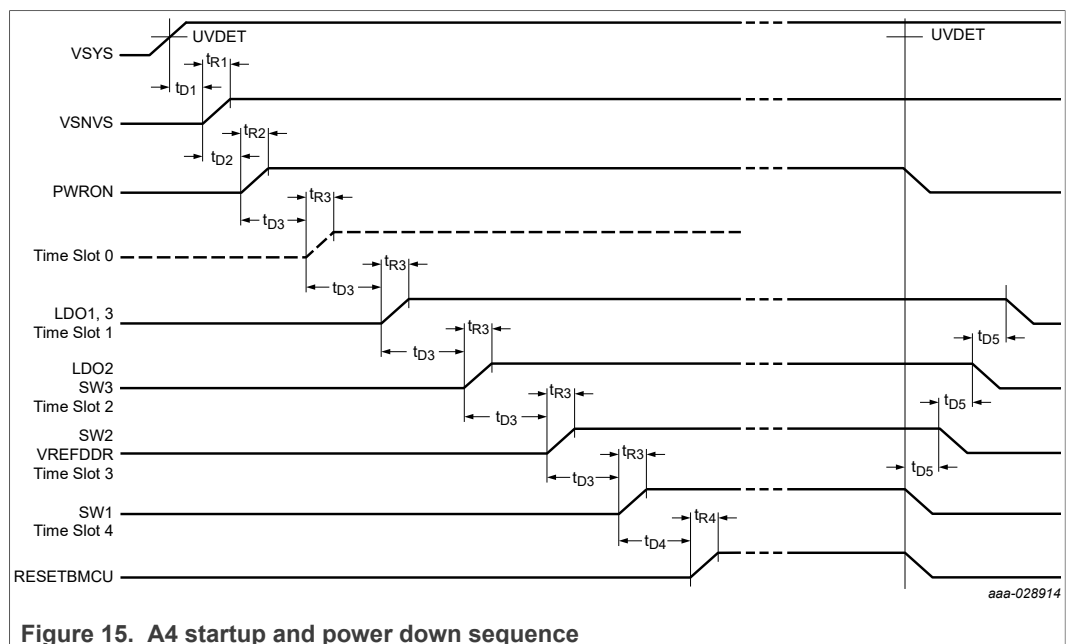 UVDET
UVDET
VSYS
tR1
tD1
VSNVS
tR2
tD2
PWRON
tR3
tD3
Time Slot 0
tR3
tD3
LDO1, 3
Time Slot 1
tR3
tD5
tD3
LDO2
SW3
Time Slot 2
tR3
tD5
tD3
SW2
VREFDDR
Time Slot 3
tR3
tD5
tD3
SW1
Time Slot 4
tR4
tD4
RESETBMCU
aaa-028914
Figure 15. A4 startup and power down sequence